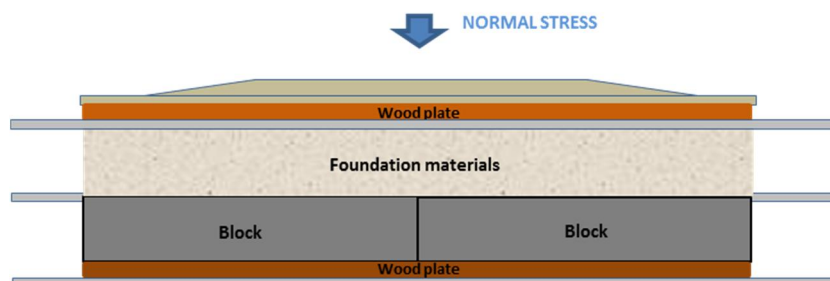 NORMAL STRESS
Wood plate
Foundation materials
Block
Block
Wood plate